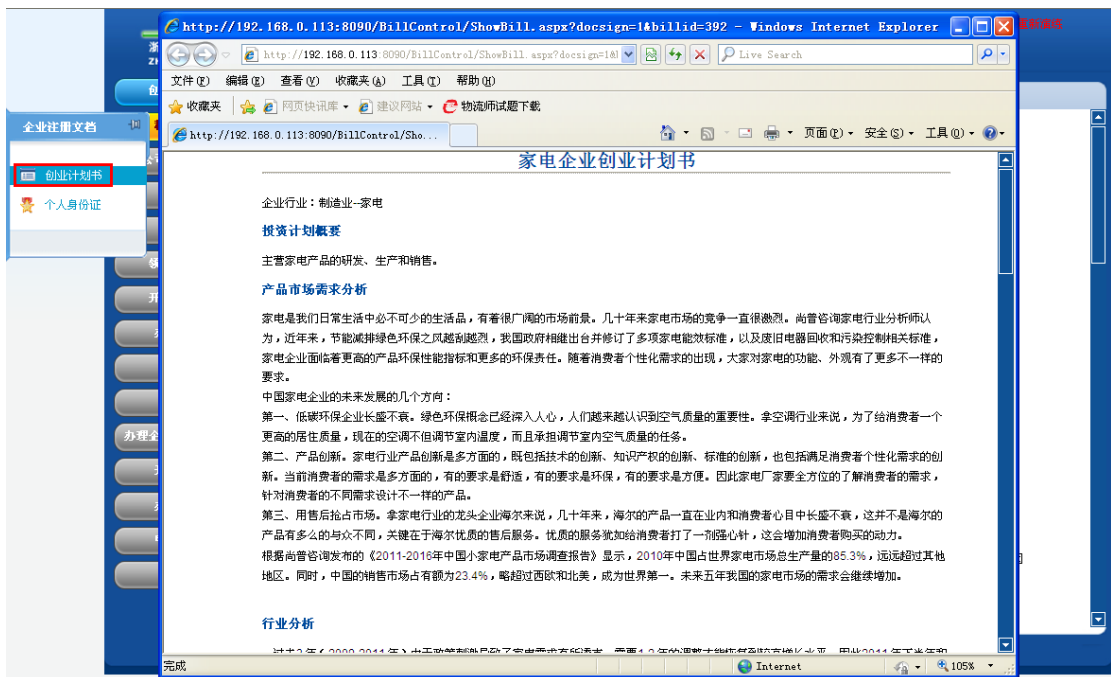 http://192.168.0.113:8090/BillControl/ShowBill.aspx?docsign=1&billid=392 - Windows Internet Explorer
http://192.168.0.113:8090/BillControl/ShowBill.aspx?docsign=1&l
Live Search
文件(F) 编辑(E) 查看(V) 收藏夹(A) 工具(T) 帮助(H)
收藏夹 网页快讯库 建议网站 物流师试题下载
http://192.168.0.113:8090/BillControl/Sho...
页面(P) 安全(S) 工具(O)
企业注册文档
创业计划书
个人身份证
办理企
家电企业创业计划书
企业行业：制造业--家电
投资计划概要
主营家电产品的研发、生产和销售。
产品市场需求分析
家电是我们日常生活中必不可少的生活品，有着很广阔的市场前景。几十年来家电市场的竞争一直很激烈。尚普咨询家电行业分析师认
为，近年来，节能减排绿色环保之风越刮越烈，我国政府相继出台并修订了多项家电能效标准，以及废旧电器回收和污染控制相关标准，
家电企业面临着更高的产品环保性能指标和更多的环保责任。随着消费者个性化需求的出现，大家对家电的功能、外观有了更多不一样的
要求。
中国家电企业的未来发展的几个方向：
第一、低碳环保企业长盛不衰。绿色环保概念已经深入人心，人们越来越认识到空气质量的重要性。拿空调行业来说，为了给消费者一个
更高的居住质量，现在的空调不但调节室内温度，而且承担调节室内空气质量的任务。
第二、产品创新。家电行业产品创新是多方面的，既包括技术的创新、知识产权的创新、标准的创新，也包括满足消费者个性化需求的创
新。当前消费者的需求是多方面的，有的要求是舒适，有的要求是环保，有的要求是方便。因此家电厂家要全方位的了解消费者的需求，
针对消费者的不同需求设计不一样的产品。
第三、用售后抢占市场。拿家电行业的龙头企业海尔来说，几十年来，海尔的产品一直在业内和消费者心目中长盛不衰，这并不是海尔的
产品有多么的与众不同，关键在于海尔优质的售后服务。优质的服务犹如给消费者打了一剂强心针，这会增加消费者购买的动力。
根据尚普咨询发布的《2011-2016年中国小家电产品市场调查报告》显示，2010年中国占世界家电市场总生产量的85.3%，远远超过其他
地区。同时，中国的销售市场占有额为23.4%，略超过西欧和北美，成为世界第一。未来五年我国的家电市场的需求会继续增加。
行业分析
完成
Internet
105%